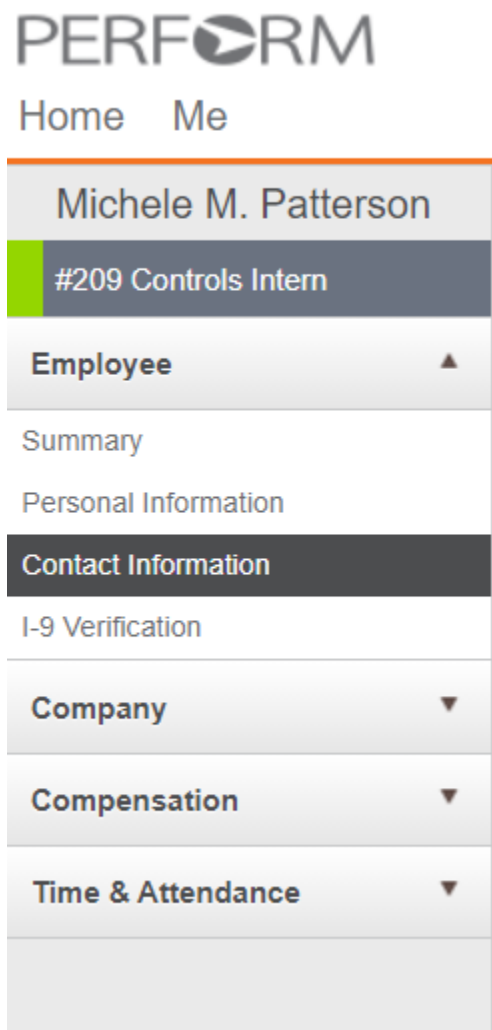 PERFORM
Home Me
Michele M. Patterson
#209 Controls Intern
Employee
Summary
Personal Information
Contact Information
I-9 Verification
Company
Compensation
Time & Attendance